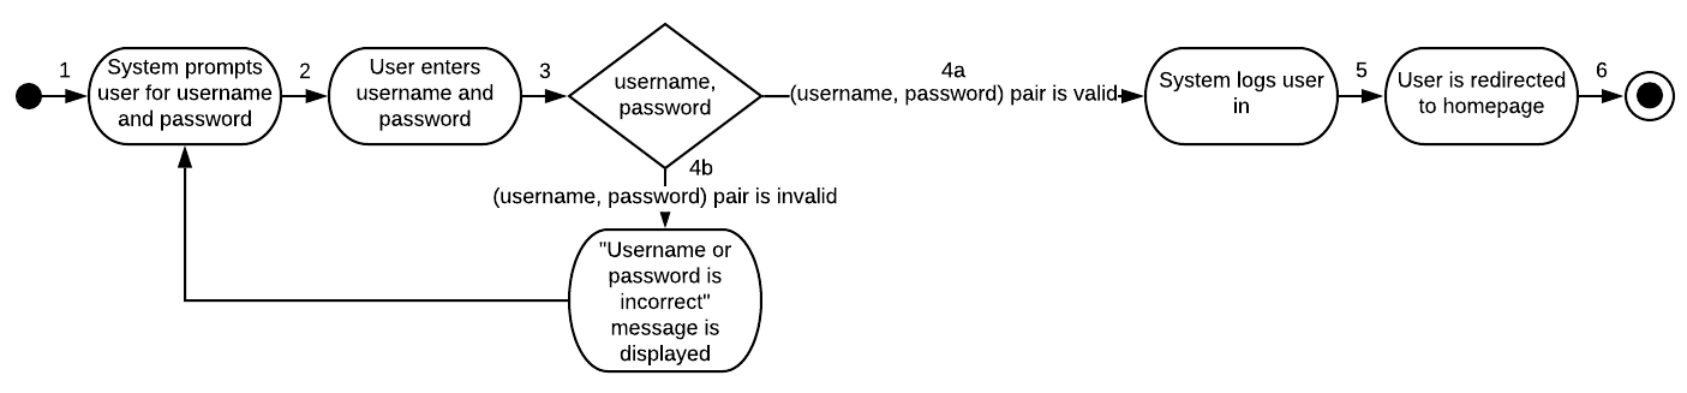 1
System prompts
user for username
and password
2
User enters
username and
password
3
username,
password
4a
(username, password) pair is valid
System logs user
in
5
User is redirected
to homepage
6
4b
(username, password) pair is invalid
"Username or
password is
incorrect"
message is
displayed